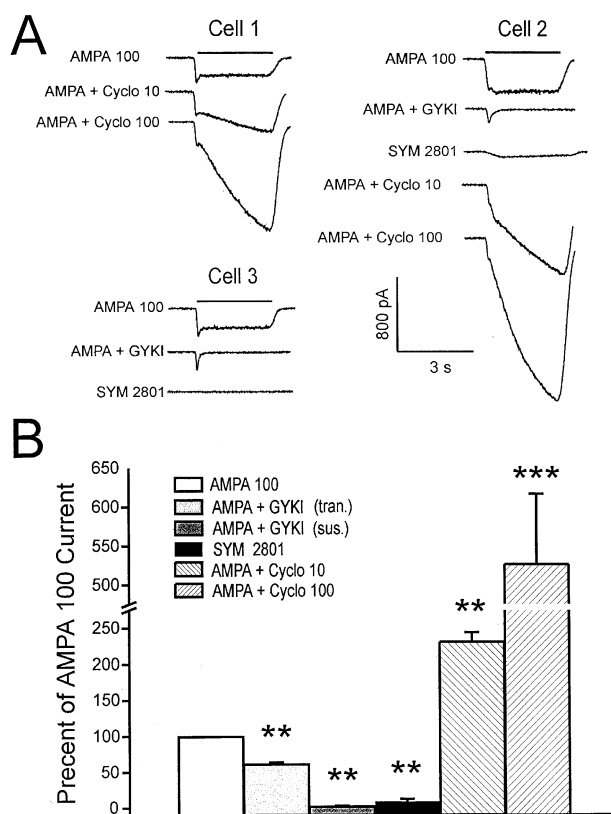 A
Cell 1
AMPA 100
AMPA + Cyclo 10
AMPA + Cyclo 100
Cell 2
AMPA 100
AMPA + GYKI
SYM 2801
AMPA + Cyclo 10
AMPA + Cyclo 100
800 pA
3 s
Cell 3
AMPA 100
AMPA + GYKI
SYM 2801
B
Precent of AMPA 100 Current
650
600
550
500
250
200
150
100
50
0
AMPA 100
AMPA + GYKI (tran.)
AMPA + GYKI (sus.)
SYM 2801
AMPA + Cyclo 10
AMPA + Cyclo 100
**
**
**
**
***